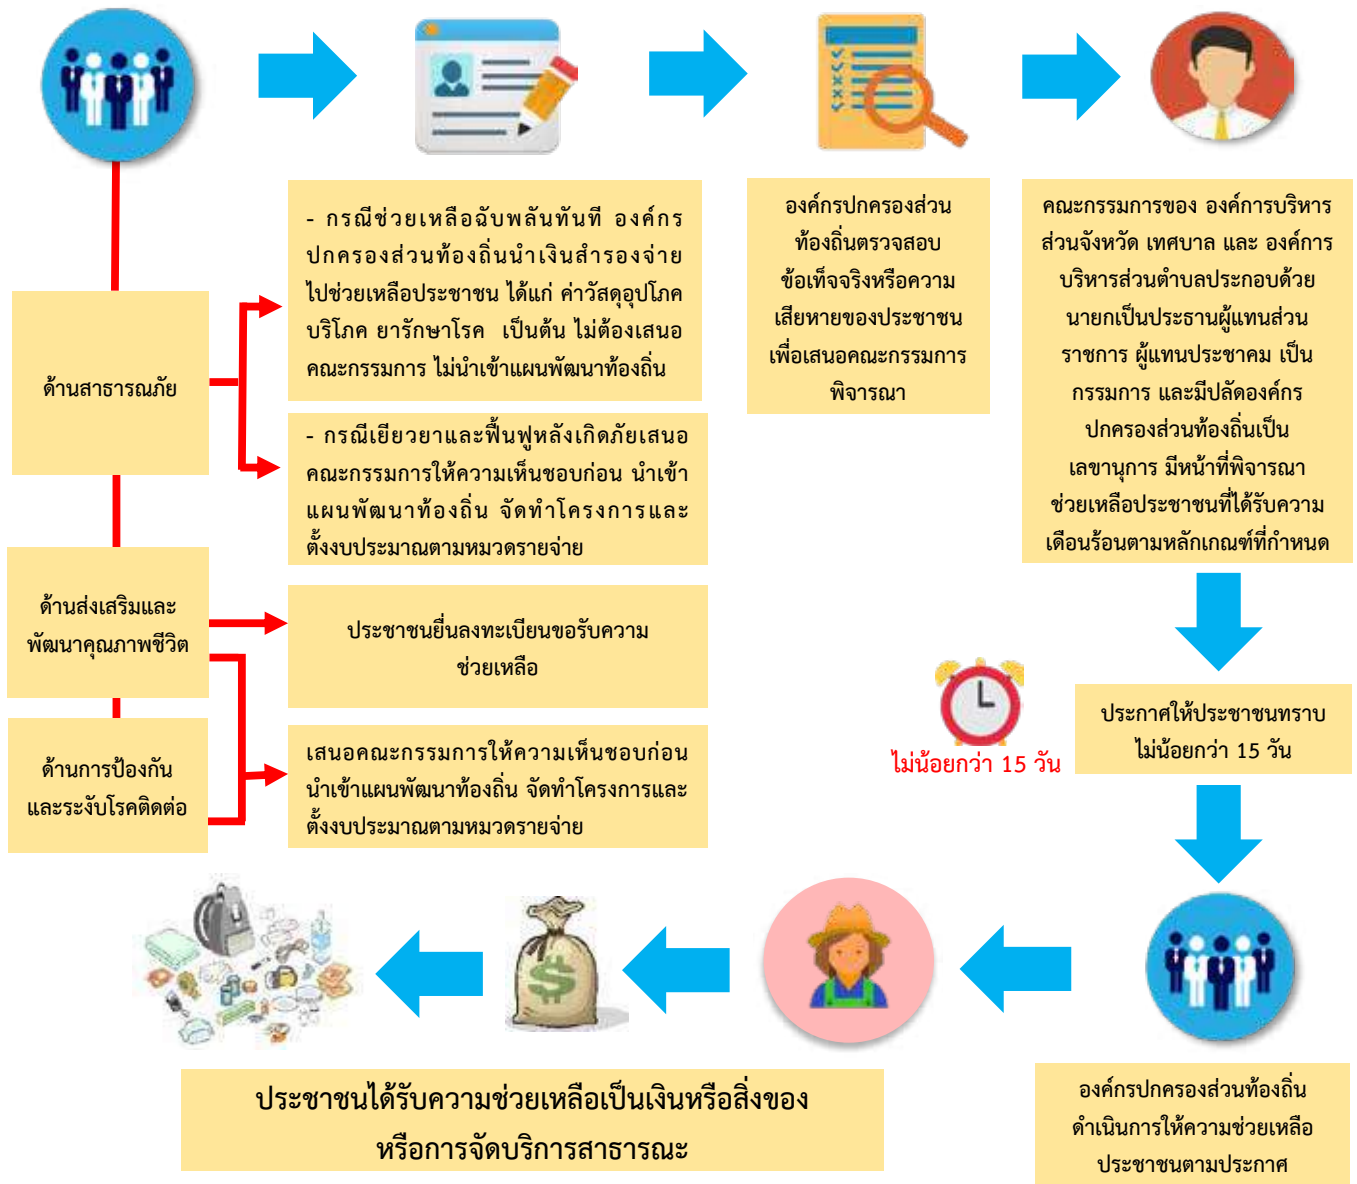 - กรณีช่วยเหลือฉับพลันทันที องค์กร
ปกครองส่วนท้องถิ่นนำเงินสำรองจ่าย
ไปช่วยเหลือประชาชน ได้แก่ ค่าวัสดุอุปโภค
บริโภค ยารักษาโรค เป็นต้น ไม่ต้องเสนอ
คณะกรรมการ ไม่นำเข้าแผนพัฒนาท้องถิ่น
องค์กรปกครองส่วน
ท้องถิ่นตรวจสอบ
ข้อเท็จจริงหรือความ
เสียหายของประชาชน
เพื่อเสนอคณะกรรมการ
พิจารณา
คณะกรรมการของ องค์การบริหาร
ส่วนจังหวัด เทศบาล และ องค์การ
บริหารส่วนตำบลประกอบด้วย
นายกเป็นประธานผู้แทนส่วน
ราชการ ผู้แทนประชาคม เป็น
กรรมการ และมีปลัดองค์กร
ปกครองส่วนท้องถิ่นเป็น
เลขานุการ มีหน้าที่พิจารณา
ช่วยเหลือประชาชนที่ได้รับความ
เดือนร้อนตามหลักเกณฑ์ที่กำหนด
ด้านสาธารณภัย
- กรณีเยียวยาและฟื้นฟูหลังเกิดภัยเสนอ
คณะกรรมการให้ความเห็นชอบก่อน นำเข้า
แผนพัฒนาท้องถิ่น จัดทำโครงการและ
ตั้งงบประมาณตามหมวดรายจ่าย
ด้านส่งเสริมและ
พัฒนาคุณภาพชีวิต
ประชาชนยื่นลงทะเบียนขอรับความ
ช่วยเหลือ
ด้านการป้องกัน
และระงับโรคติดต่อ
เสนอคณะกรรมการให้ความเห็นชอบก่อน
นำเข้าแผนพัฒนาท้องถิ่น จัดทำโครงการและ
ตั้งงบประมาณตามหมวดรายจ่าย
ไม่น้อยกว่า 15 วัน
ประกาศให้ประชาชนทราบ
ไม่น้อยกว่า 15 วัน
องค์กรปกครองส่วนท้องถิ่น
ดำเนินการให้ความช่วยเหลือ
ประชาชนตามประกาศ
ประชาชนได้รับความช่วยเหลือเป็นเงินหรือสิ่งของ
หรือการจัดบริการสาธารณะ